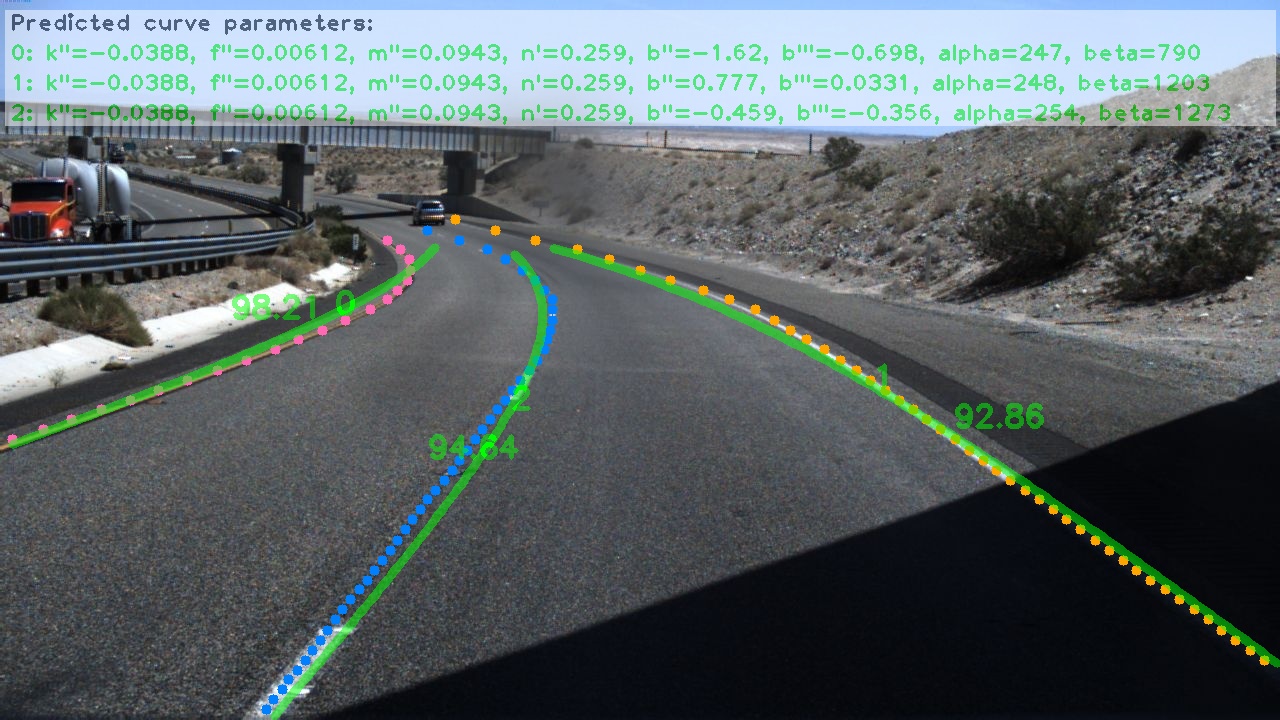 Predicted curve parameters:
0: k''=-0.0388, f''=0.00612, m''=0.0943, n'=0.259, b''=-1.62, b'''=-0.698, alpha=247, beta=790
1: k''=-0.0388, f''=0.00612, m''=0.0943, n'=0.259, b''=0.777, b'''=0.0331, alpha=248, beta=1203
2: k''=-0.0388, f''=0.00612, m''=0.0943, n'=0.259, b''=-0.459, b'''=-0.356, alpha=254, beta=1273
98.21 0
1
2
92.86
94.64